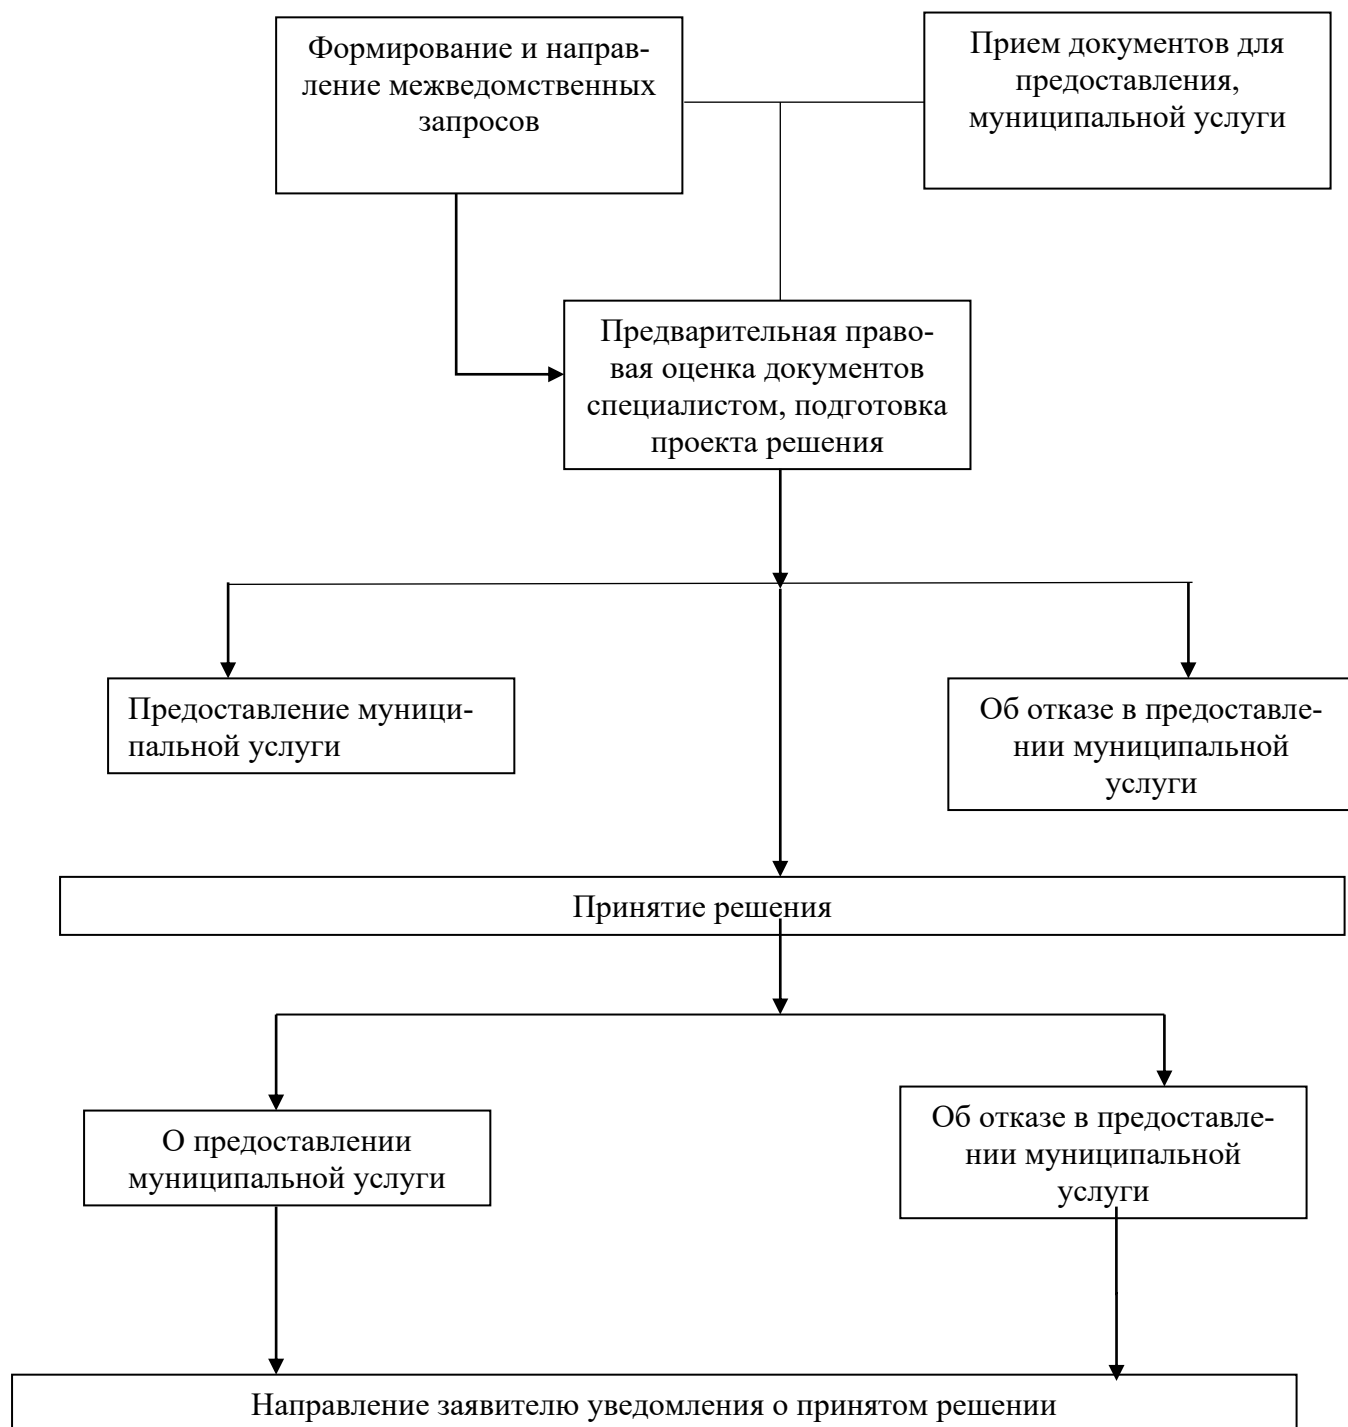 Формирование и направ-
ление межведомственных
запросов
Прием документов для
предоставления,
муниципальной услуги
Предварительная право-
вая оценка документов
специалистом, подготовка
проекта решения
Предоставление муници-
пальной услуги
Об отказе в предоставле-
нии муниципальной
услуги
Принятие решения
О предоставлении
муниципальной услуги
Об отказе в предоставле-
нии муниципальной
услуги
Направление заявителю уведомления о принятом решении